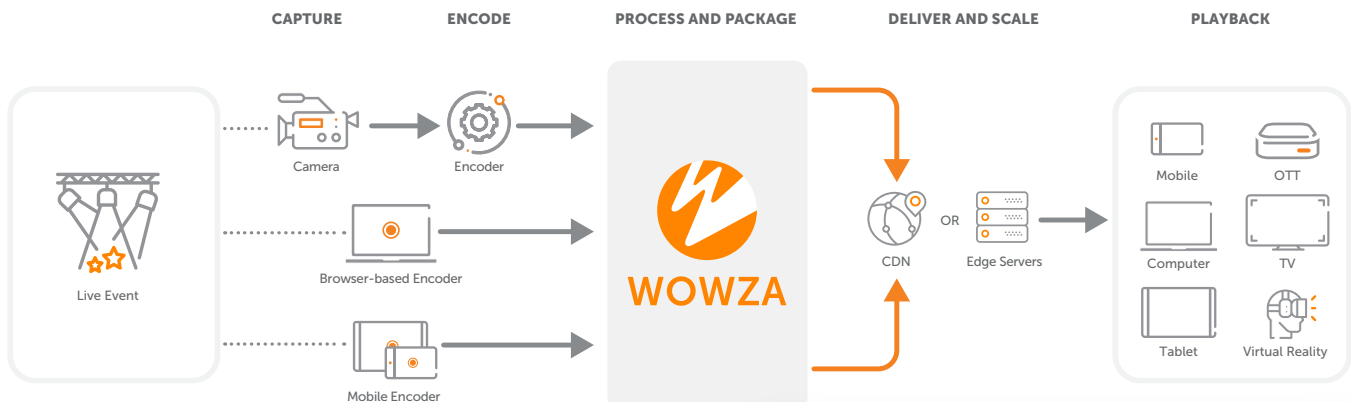 CAPTURE
ENCODE
PROCESS AND PACKAGE
DELIVER AND SCALE
PLAYBACK
Live Event
Camera
Encoder
Browser-based Encoder
Mobile Encoder
WOWZA
CDN
OR
Edge Servers
Mobile
OTT
Computer
TV
Tablet
Virtual Reality